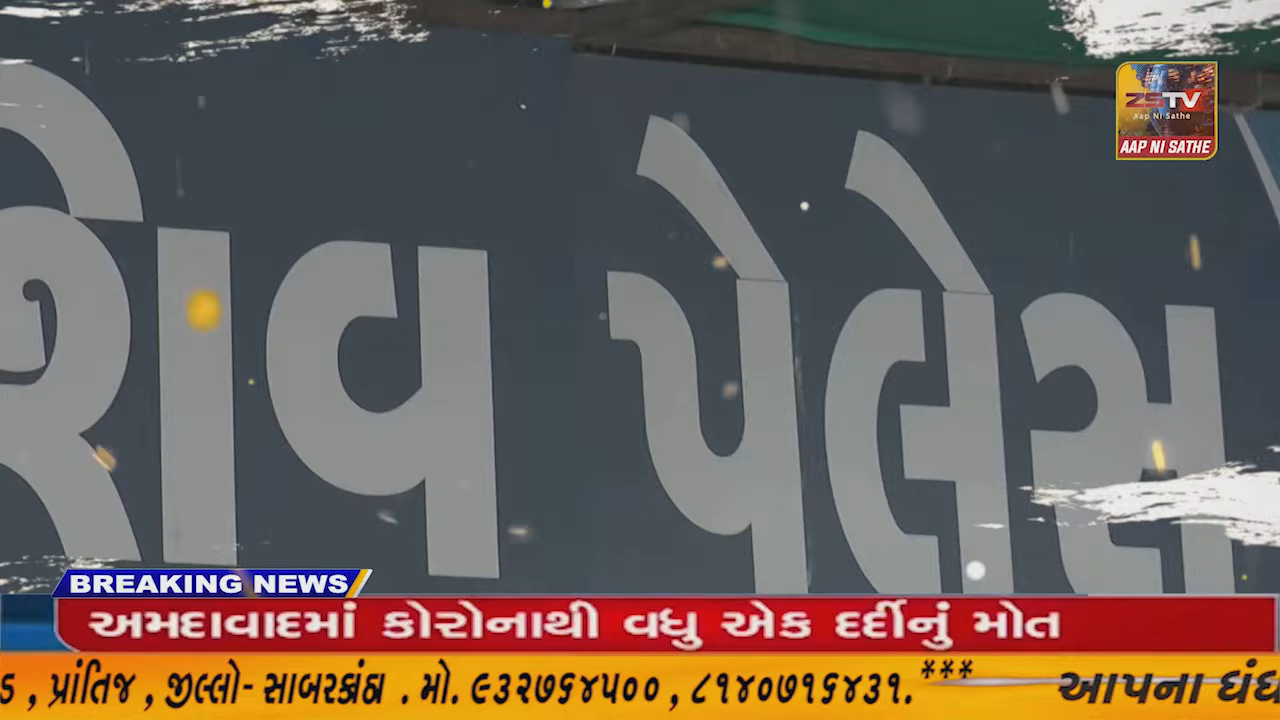 શિવ પેલેસ
ZSTV
Aap Ni Sathe
AAP NI SATHE
BREAKING NEWS
અમદાવાદમાં કોરોનાથી વધુ એક દર્દીનું મોત
ડ , પ્રાંતિજ , જીલ્લો- સાબરકાંઠા . મો. ૯૩૨૭૬૪૫૦૦ , ૮૧૪૦૭૧૬૪૩૧.*** આપના